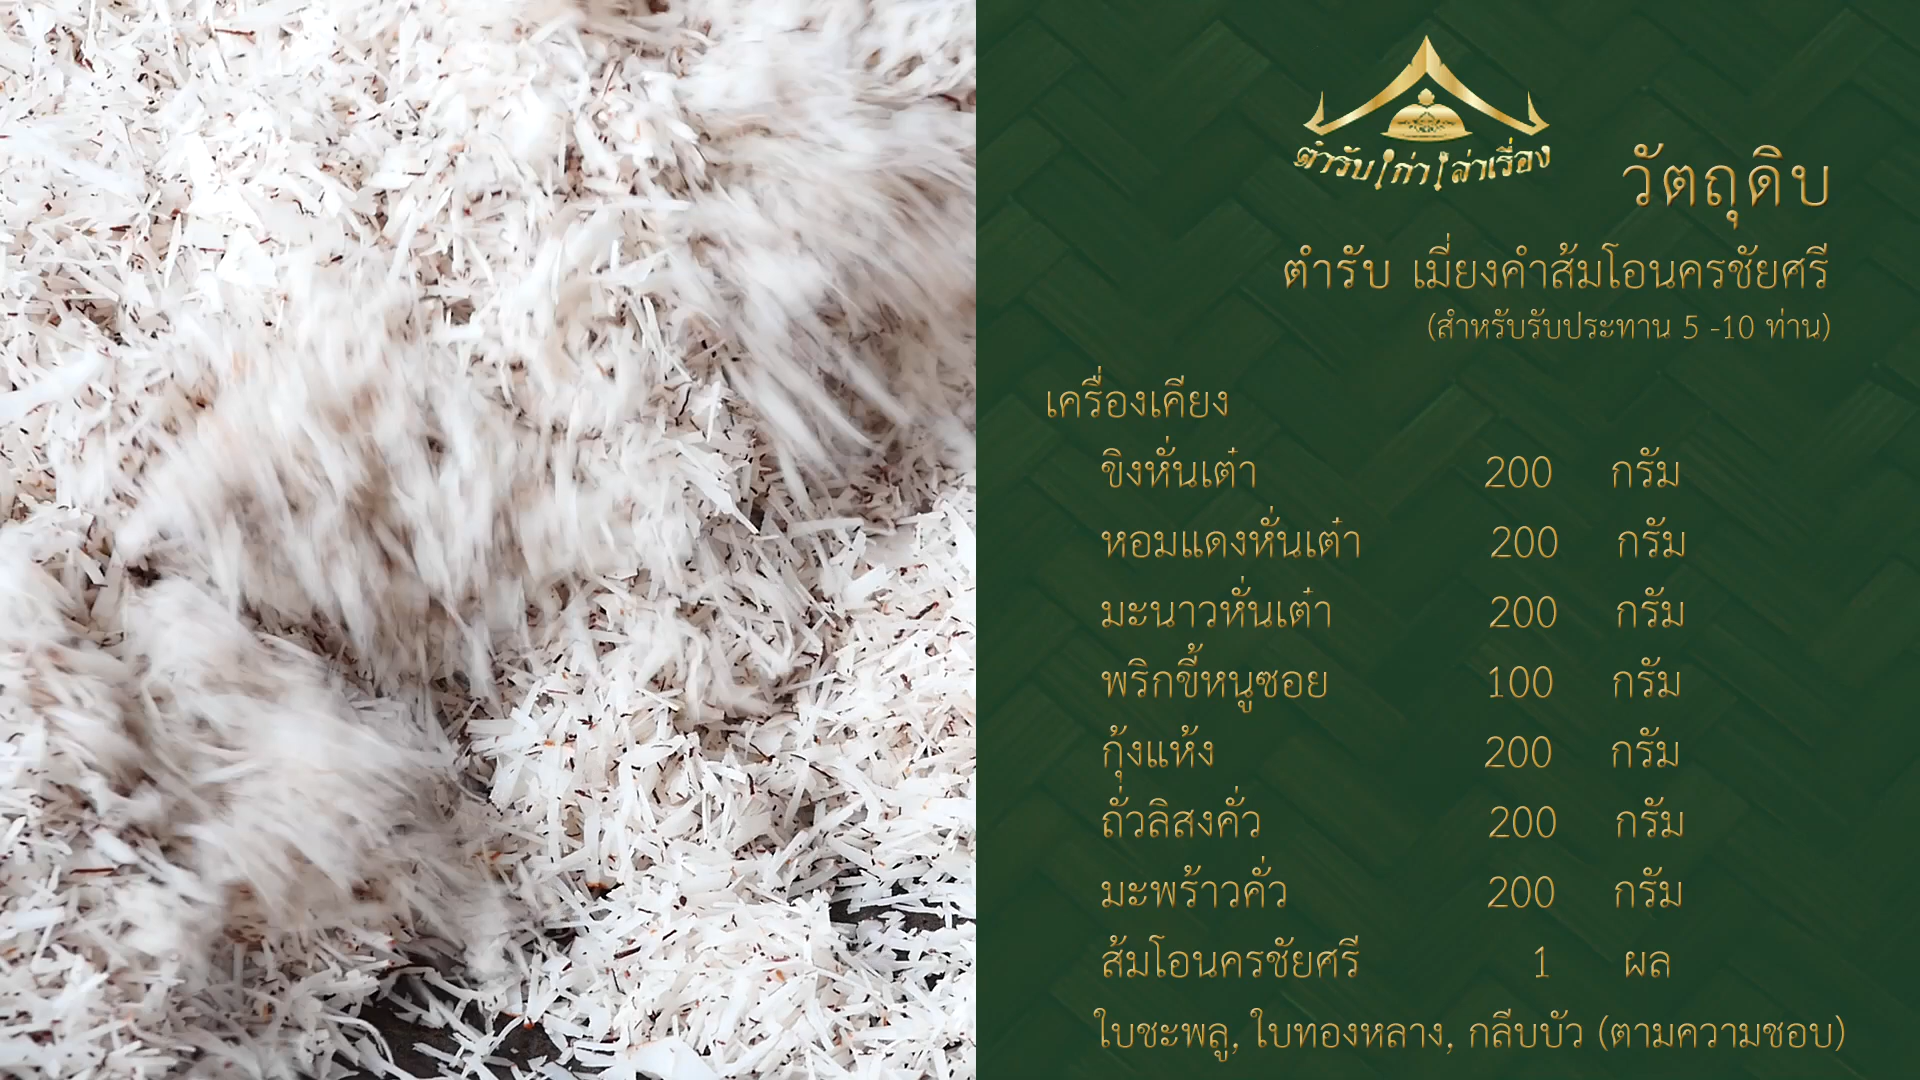 ตำรับเก่าเล่าเรื่อง
วัตถุดิบ
ตำรับ เมี่ยงคำส้มโอนครชัยศรี
(สำหรับรับประทาน 5 -10 ท่าน)
เครื่องเคียง
ขิงหั่นเต๋า 200 กรัม
หอมแดงหั่นเต๋า 200 กรัม
มะนาวหั่นเต๋า 200 กรัม
พริกขี้หนูซอย 100 กรัม
กุ้งแห้ง 200 กรัม
ถั่วลิสงคั่ว 200 กรัม
มะพร้าวคั่ว 200 กรัม
ส้มโอนครชัยศรี 1 ผล
ใบชะพลู, ใบทองหลาง, กลีบบัว (ตามความชอบ)